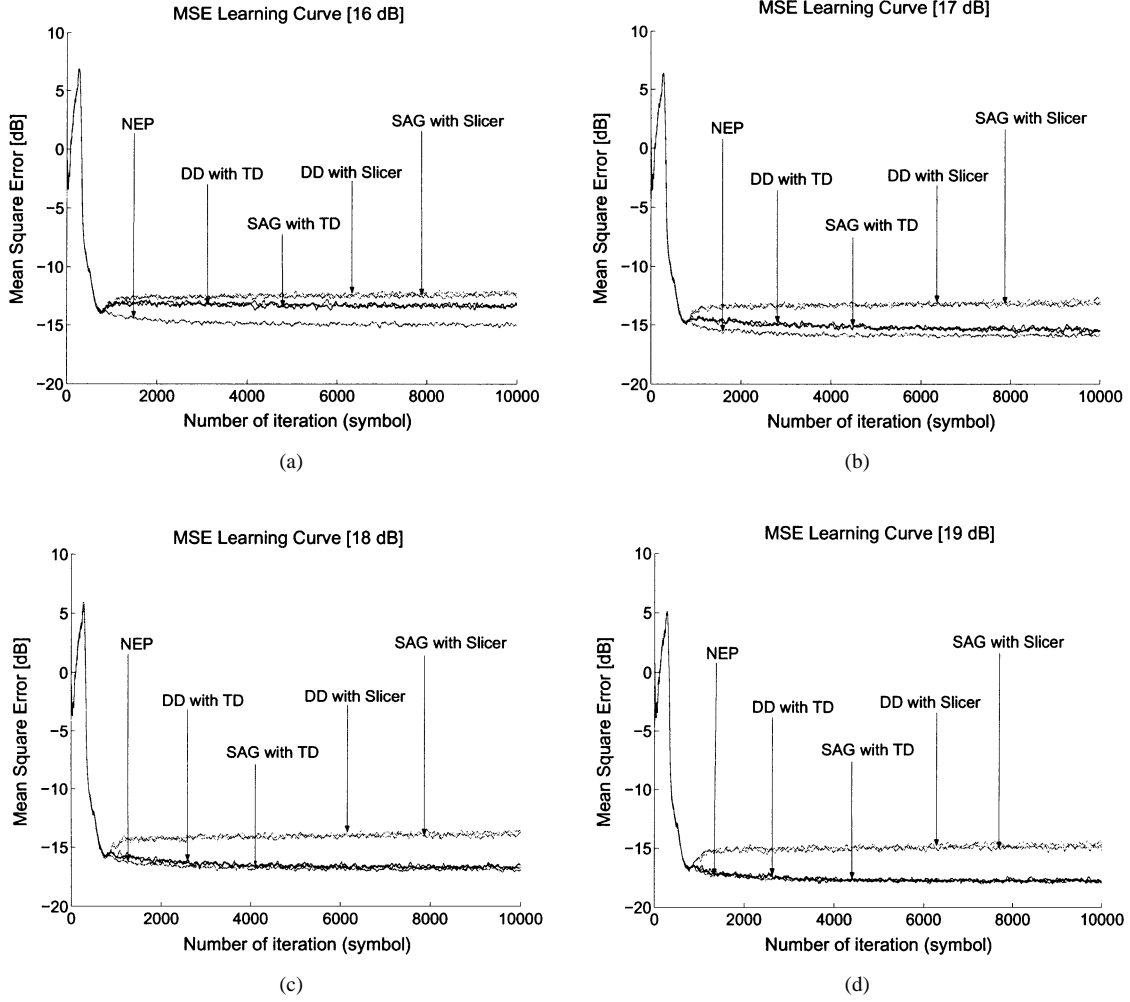 MSE Learning Curve [16 dB]
10
5
0
−5
−10
−15
−20
Mean Square Error [dB]
NEP
DD with TD
SAG with TD
DD with Slicer
SAG with Slicer
0 2000 4000 6000 8000 10000
Number of iteration (symbol)
(a)
MSE Learning Curve [17 dB]
10
5
0
−5
−10
−15
−20
Mean Square Error [dB]
NEP
DD with TD
SAG with TD
DD with Slicer
SAG with Slicer
0 2000 4000 6000 8000 10000
Number of iteration (symbol)
(b)
MSE Learning Curve [18 dB]
10
5
0
−5
−10
−15
−20
Mean Square Error [dB]
NEP
DD with TD
SAG with TD
DD with Slicer
SAG with Slicer
0 2000 4000 6000 8000 10000
Number of iteration (symbol)
(c)
MSE Learning Curve [19 dB]
10
5
0
−5
−10
−15
−20
Mean Square Error [dB]
NEP
DD with TD
SAG with TD
DD with Slicer
SAG with Slicer
0 2000 4000 6000 8000 10000
Number of iteration (symbol)
(d)